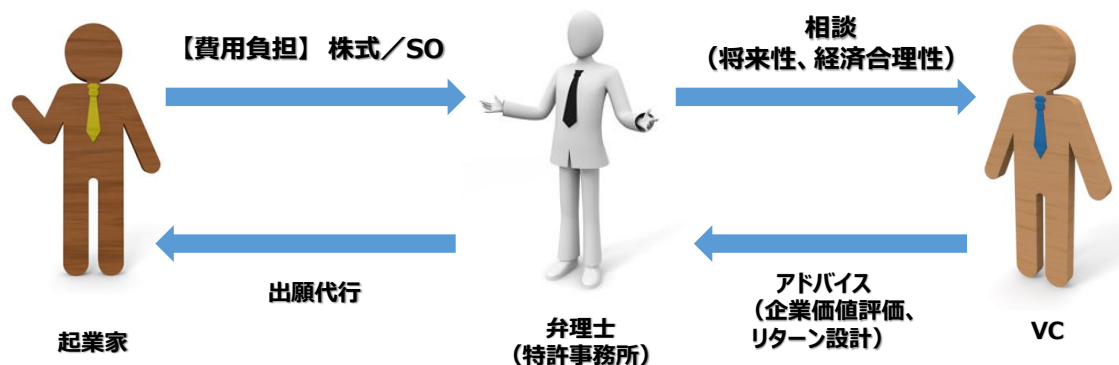 【費用負担】 株式／SO
相談
（将来性、経済合理性）
出願代行
アドバイス
（企業価値評価、
リターン設計）
起業家
弁理士
（特許事務所）
VC